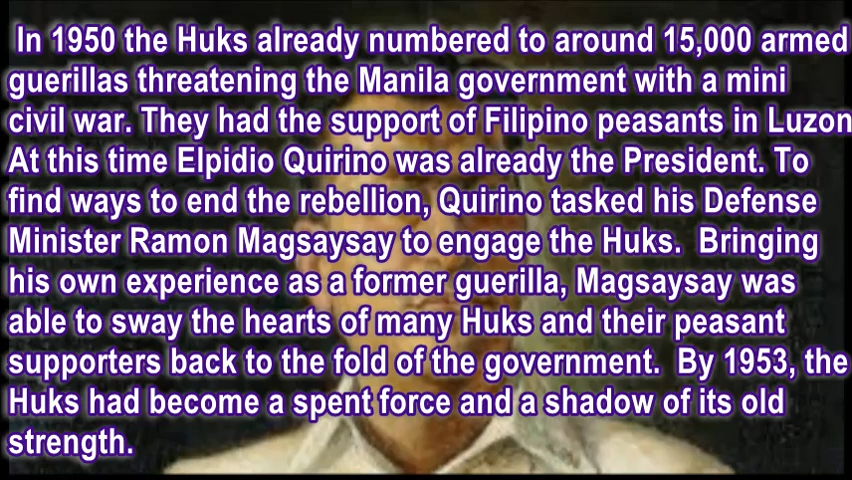 In 1950 the Huks already numbered to around 15,000 armed
guerillas threatening the Manila government with a mini
civil war. They had the support of Filipino peasants in Luzon
At this time Elpidio Quirino was already the President. To
find ways to end the rebellion, Quirino tasked his Defense
Minister Ramon Magsaysay to engage the Huks. Bringing
his own experience as a former guerilla, Magsaysay was
able to sway the hearts of many Huks and their peasant
supporters back to the fold of the government. By 1953, the
Huks had become a spent force and a shadow of its old
strength.